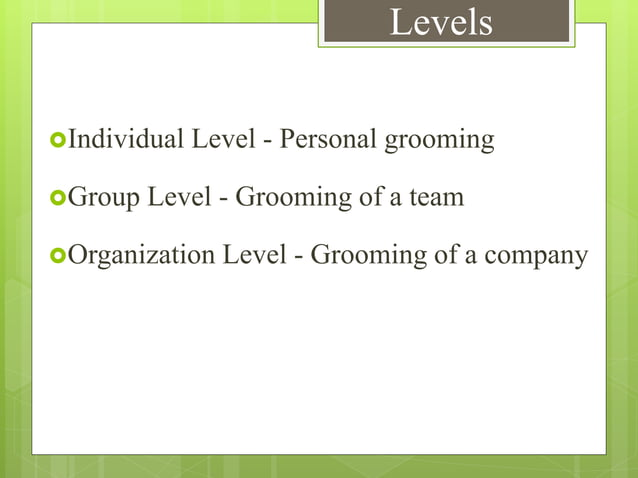 Levels
Individual Level - Personal grooming
Group Level - Grooming of a team
Organization Level - Grooming of a company